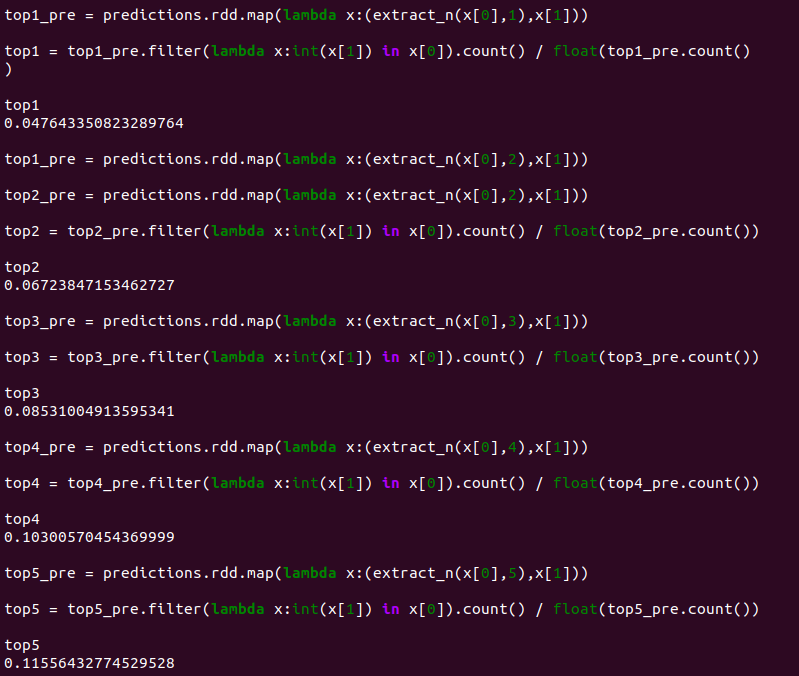 top1_pre = predictions.rdd.map(lambda x:(extract_n(x[0],1),x[1]))
top1 = top1_pre.filter(lambda x:int(x[1]) in x[0]).count() / float(top1_pre.count()
)
top1
0.047643350823289764
top1_pre = predictions.rdd.map(lambda x:(extract_n(x[0],2),x[1]))
top2_pre = predictions.rdd.map(lambda x:(extract_n(x[0],2),x[1]))
top2 = top2_pre.filter(lambda x:int(x[1]) in x[0]).count() / float(top2_pre.count())
top2
0.06723847153462727
top3_pre = predictions.rdd.map(lambda x:(extract_n(x[0],3),x[1]))
top3 = top3_pre.filter(lambda x:int(x[1]) in x[0]).count() / float(top3_pre.count())
top3
0.08531004913595341
top4_pre = predictions.rdd.map(lambda x:(extract_n(x[0],4),x[1]))
top4 = top4_pre.filter(lambda x:int(x[1]) in x[0]).count() / float(top4_pre.count())
top4
0.10300570454369999
top5_pre = predictions.rdd.map(lambda x:(extract_n(x[0],5),x[1]))
top5 = top5_pre.filter(lambda x:int(x[1]) in x[0]).count() / float(top5_pre.count())
top5
0.11556432774529528